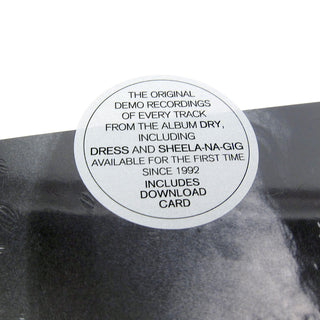 THE ORIGINAL
DEMO RECORDINGS
OF EVERY TRACK
FROM THE ALBUM DRY,
INCLUDING
DRESS AND SHEELA-NA-GIG
AVAILABLE FOR THE FIRST TIME
SINCE 1992
INCLUDES
DOWNLOAD
CARD